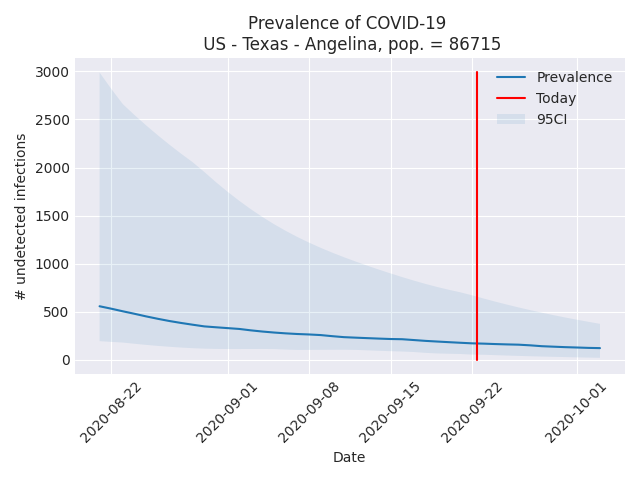 Prevalence of COVID-19
US - Texas - Angelina, pop. = 86715
3000
2500
2000
1500
1000
500
0
# undetected infections
Prevalence
Today
95CI
2020-08-22
2020-09-01
2020-09-08
2020-09-15
2020-09-22
2020-10-01
Date